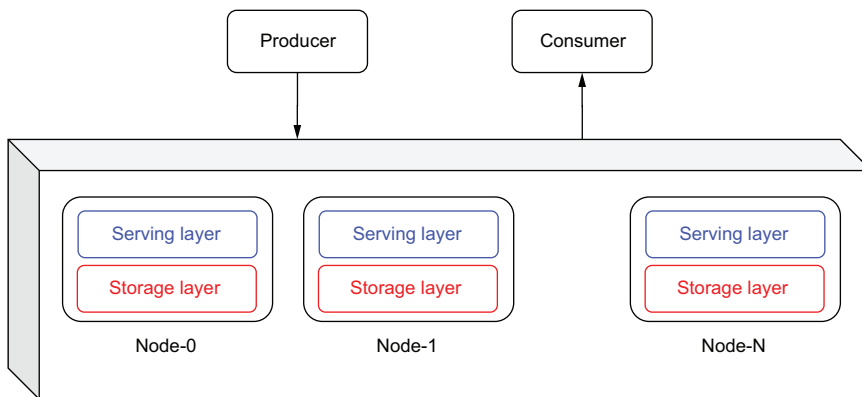 Producer
Consumer
Serving layer
Serving layer
Serving layer
Storage layer
Storage layer
Storage layer
Node-0
Node-1
Node-N